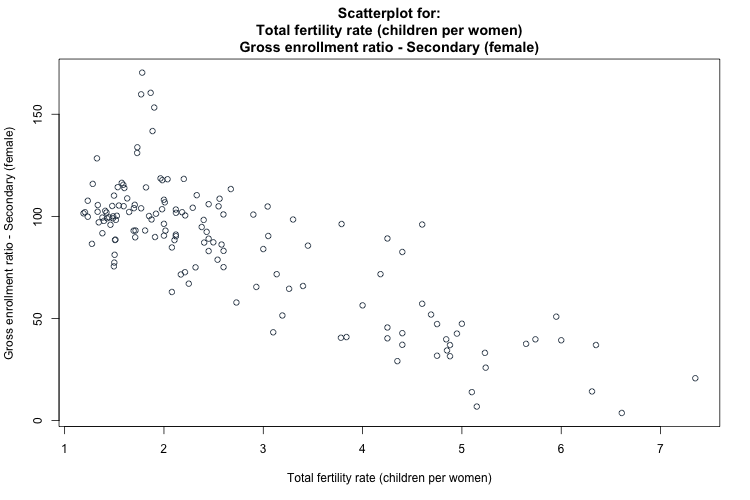 Scatterplot for:
Total fertility rate (children per women)
Gross enrollment ratio - Secondary (female)
Gross enrollment ratio - Secondary (female)
150
100
50
0
1 2 3 4 5 6 7
Total fertility rate (children per women)